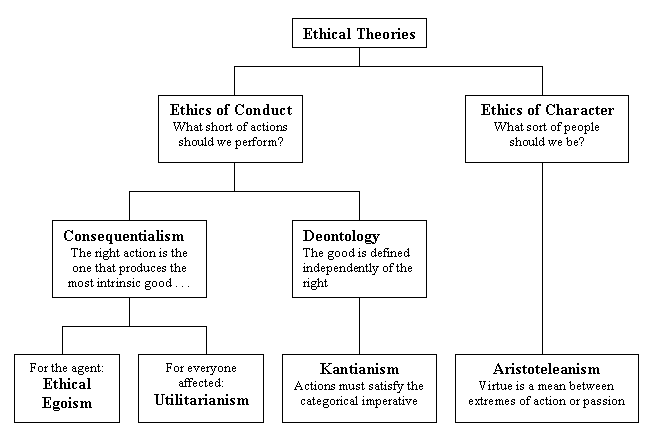 Ethical Theories
Ethics of Conduct
What short of actions
should we perform?
Ethics of Character
What sort of people
should we be?
Consequentialism
The right action is the
one that produces the
most intrinsic good . . .
Deontology
The good is defined
independently of the
right
For the agent:
Ethical
Egoism
For everyone
affected:
Utilitarianism
Kantianism
Actions must satisfy the
categorical imperative
Aristoteleanism
Virtue is a mean between
extremes of action or passion